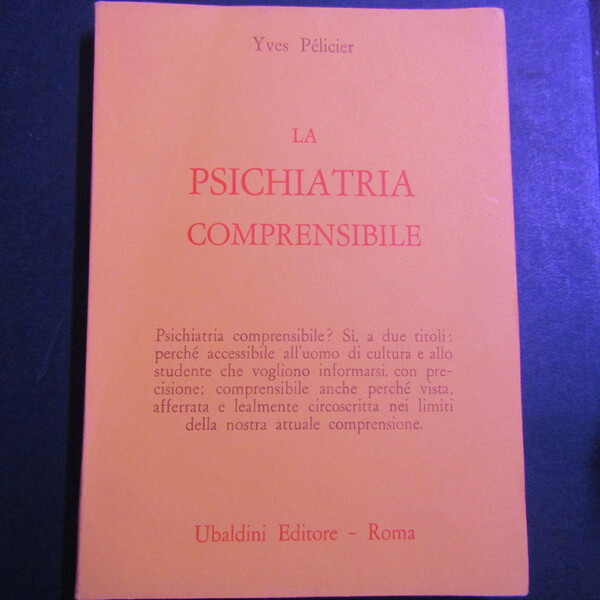 Yves Pélicier
LA
PSICHIATRIA
COMPRENSIBILE
Psichiatria comprensibile? Sì, a due titoli:
perché accessibile all'uomo di cultura e allo
studente che vogliono informarsi, con pre-
cisione; comprensibile anche perché vista,
afferrata e lealmente circoscritta nei limiti
della nostra attuale comprensione.
Ubaldini Editore - Roma